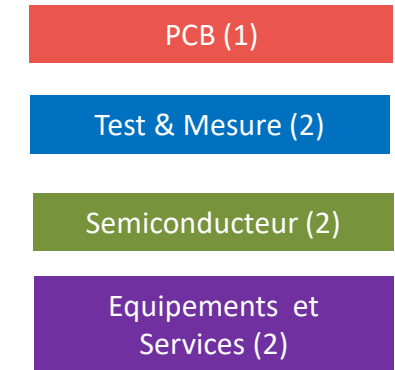 PCB (1)
Test & Mesure (2)
Semiconducteur (2)
Equipements et
Services (2)